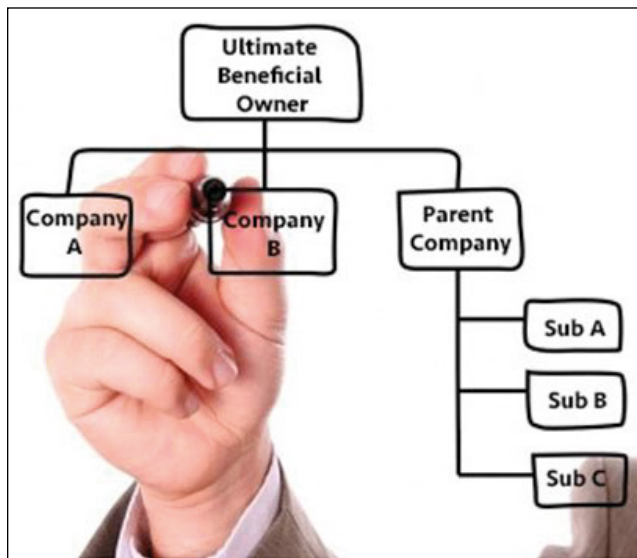 Ultimate
Beneficial
Owner
Company
A
Company
B
Parent
Company
Sub A
Sub B
Sub C